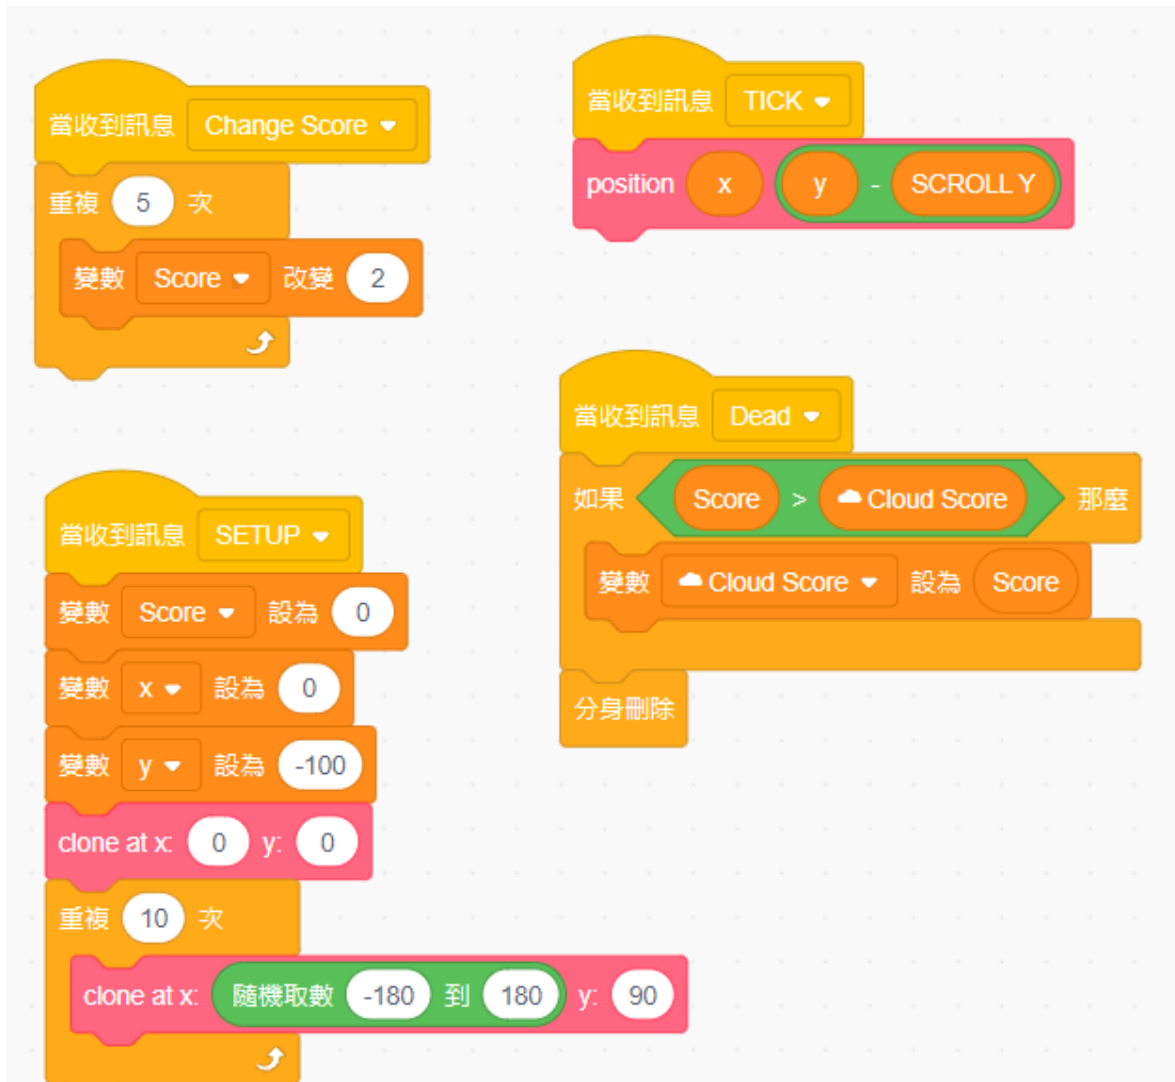 當收到訊息 Change Score
重複 5 次
變數 Score 改變 2
當收到訊息 TICK
position x y - SCROLL Y
當收到訊息 SETUP
變數 Score 設為 0
變數 x 設為 0
變數 y 設為 -100
clone at x: 0 y: 0
重複 10 次
clone at x: 隨機取數 -180 到 180 y: 90
當收到訊息 Dead
如果 Score > Cloud Score 那麼
變數 Cloud Score 設為 Score
分身刪除